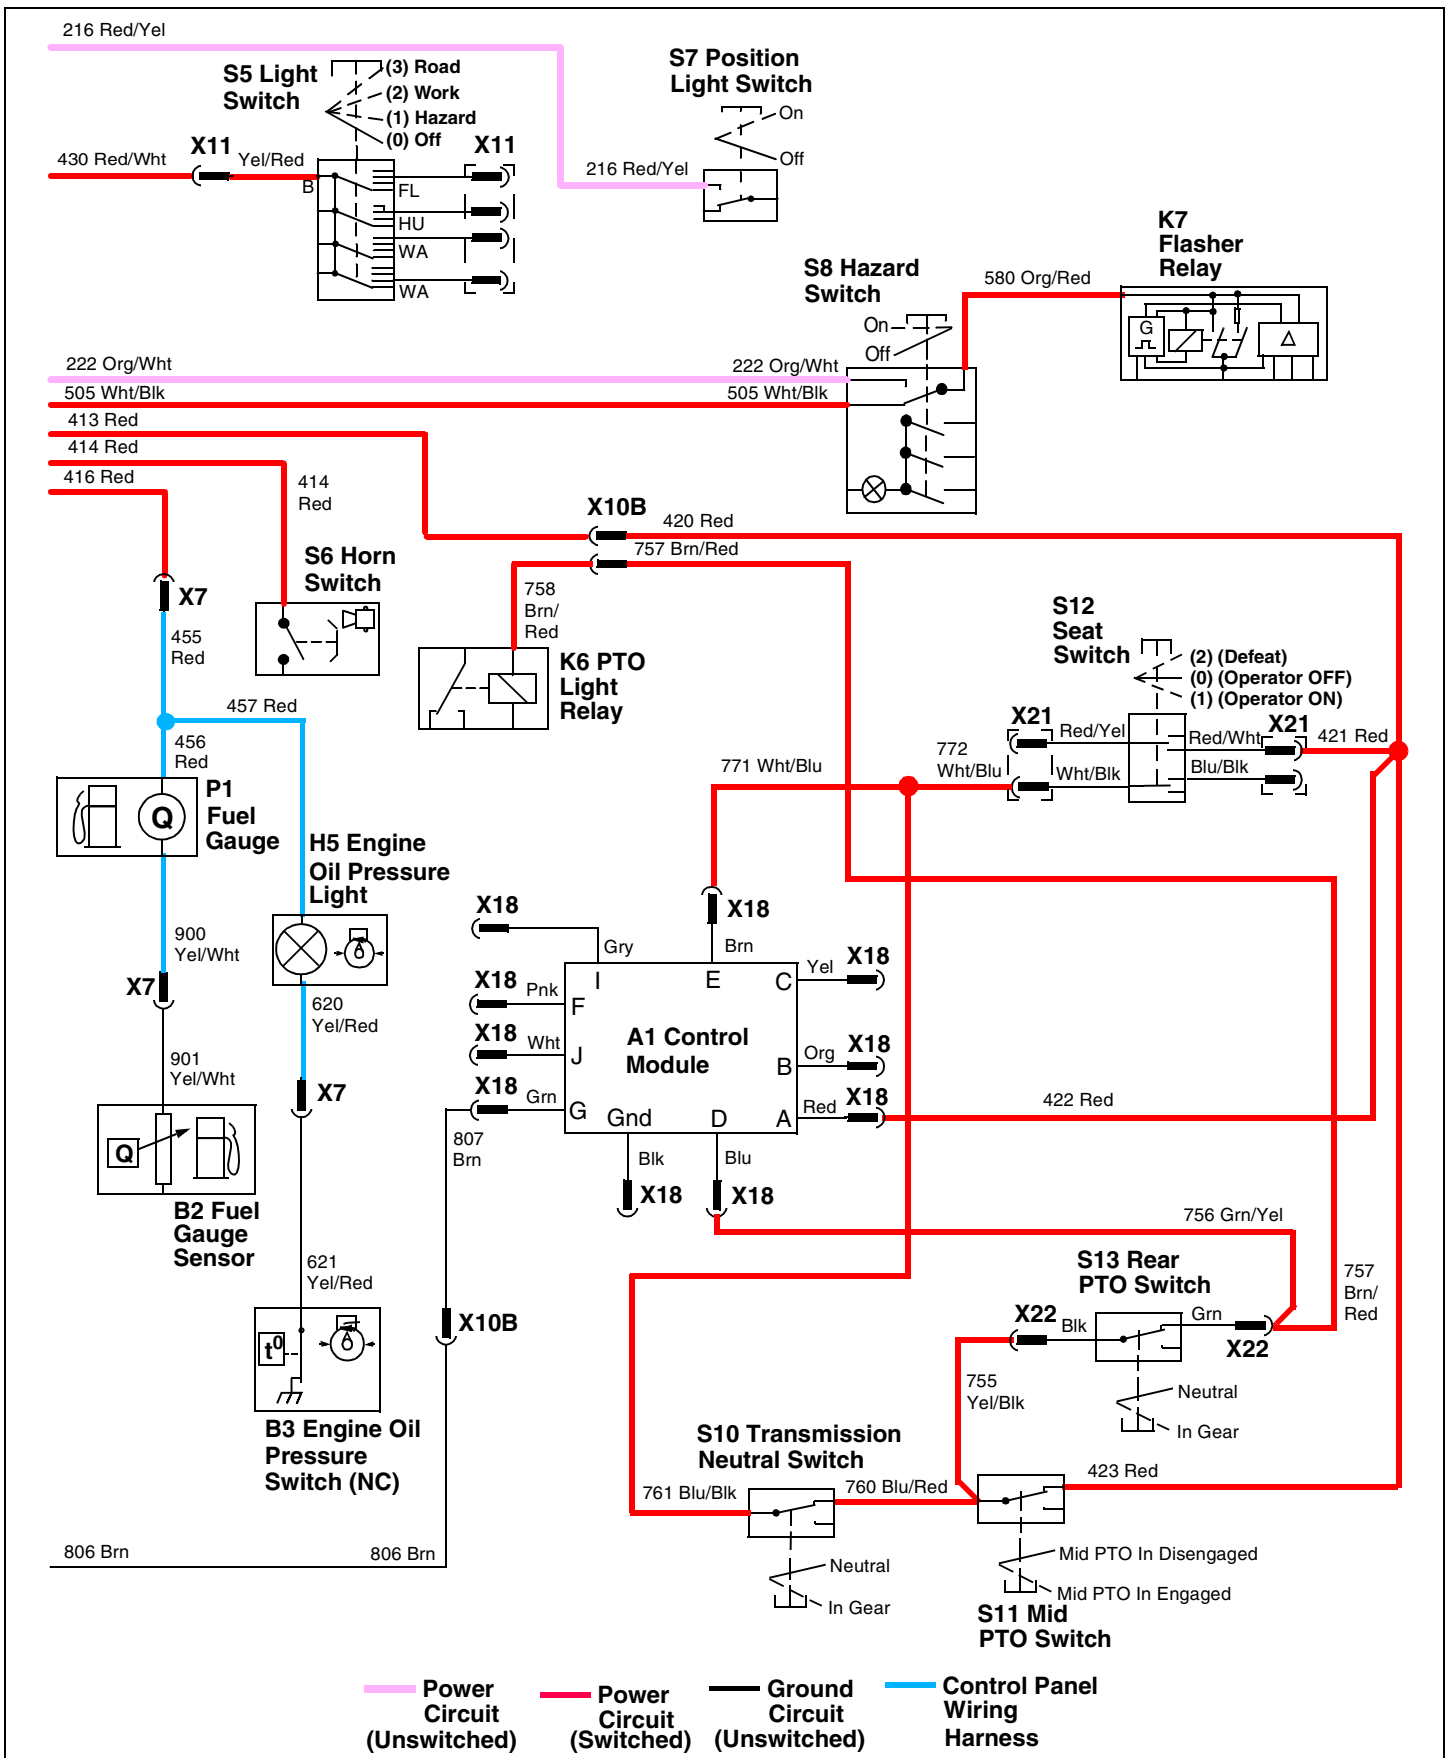 216 Red/Yel
S5 Light
Switch
(3) Road
(2) Work
(1) Hazard
(0) Off
S7 Position
Light Switch
On
Off
430 Red/Wht
X11
Yel/Red
X11
B
FL
HU
WA
WA
216 Red/Yel
K7
Flasher
Relay
S8 Hazard
Switch
580 Org/Red
On
Off
G
222 Org/Wht
222 Org/Wht
505 Wht/Blk
505 Wht/Blk
413 Red
414 Red
416 Red
414
Red
X10B
420 Red
757 Brn/Red
S6 Horn
Switch
X7
758
Brn/
Red
455
Red
K6 PTO
Light
Relay
S12
Seat
Switch
(2) (Defeat)
(0) (Operator OFF)
(1) (Operator ON)
457 Red
456
Red
X21
Red/Yel
Red/Wht
X21
421 Red
772
Wht/Blu
Wht/Blk
Blu/Blk
771 Wht/Blu
P1
Fuel
Gauge
Q
H5 Engine
Oil Pressure
Light
X18
X18
Gry
Brn
900
Yel/Wht
X7
X18
Pnk
I
E
C
Yel
X18
F
620
Yel/Red
X18
Wht
J
A1 Control
Module
B
Org
X18
901
Yel/Wht
X7
X18
Grn
G
Gnd
D
A
Red
X18
422 Red
807
Brn
Q
Blk
Blu
X18
X18
B2 Fuel
Gauge
Sensor
756 Grn/Yel
621
Yel/Red
S13 Rear
PTO Switch
757
Brn/
Red
X10B
t0
X22
Blk
Grn
X22
755
Yel/Blk
Neutral
In Gear
B3 Engine Oil
Pressure
Switch (NC)
S10 Transmission
Neutral Switch
423 Red
761 Blu/Blk
760 Blu/Red
806 Brn
806 Brn
Neutral
In Gear
Mid PTO In Disengaged
Mid PTO In Engaged
S11 Mid
PTO Switch
Power
Circuit
(Unswitched)
Power
Circuit
(Switched)
Ground
Circuit
(Unswitched)
Control Panel
Wiring
Harness